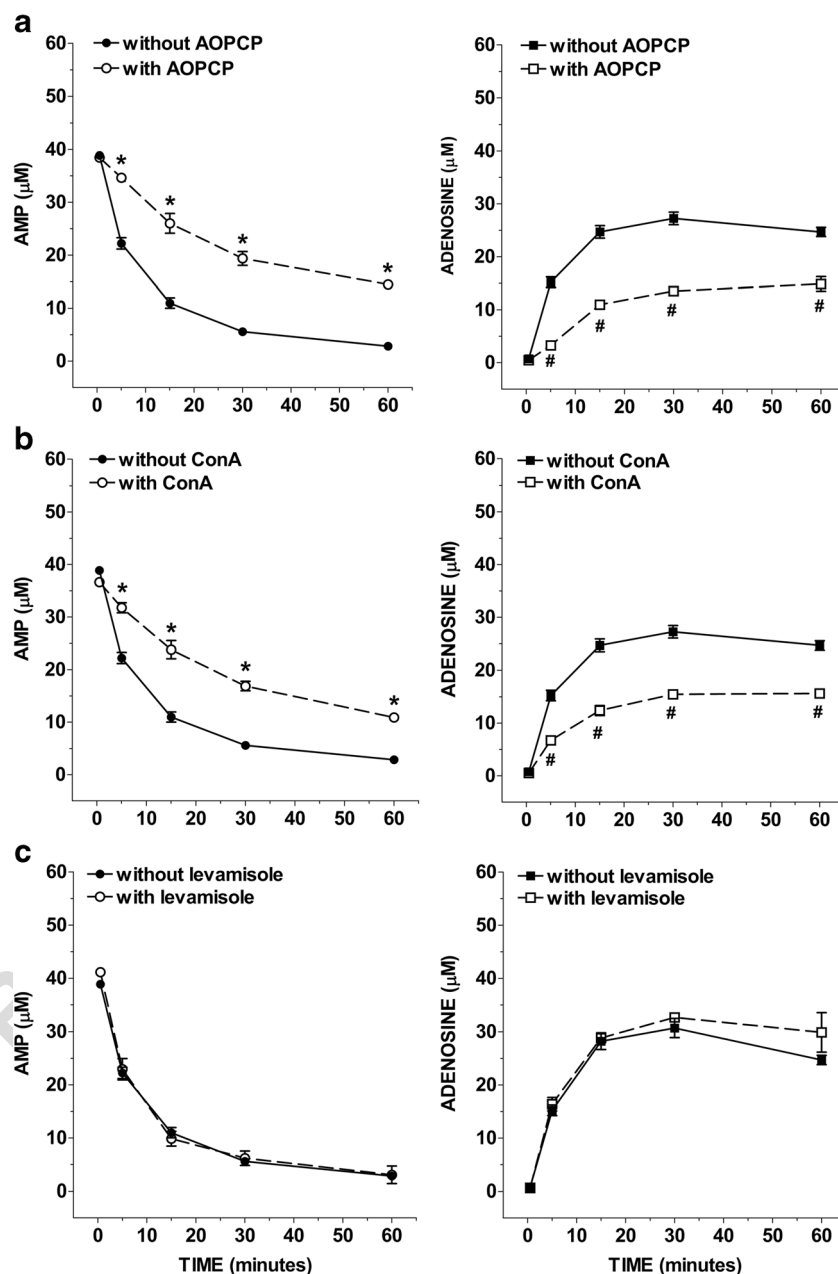 a
without AOPCP
with AOPCP
60
50
40
30
20
10
0
AMP (μM)
* * * *
0 10 20 30 40 50 60
without AOPCP
with AOPCP
60
50
40
30
20
10
0
ADENOSINE (μM)
# # # #
0 10 20 30 40 50 60
b
without ConA
with ConA
60
50
40
30
20
10
0
AMP (μM)
* * * *
0 10 20 30 40 50 60
without ConA
with ConA
60
50
40
30
20
10
0
ADENOSINE (μM)
# # # #
0 10 20 30 40 50 60
c
without levamisole
with levamisole
60
50
40
30
20
10
0
AMP (μM)
0 10 20 30 40 50 60
TIME (minutes)
without levamisole
with levamisole
60
50
40
30
20
10
0
ADENOSINE (μM)
0 10 20 30 40 50 60
TIME (minutes)